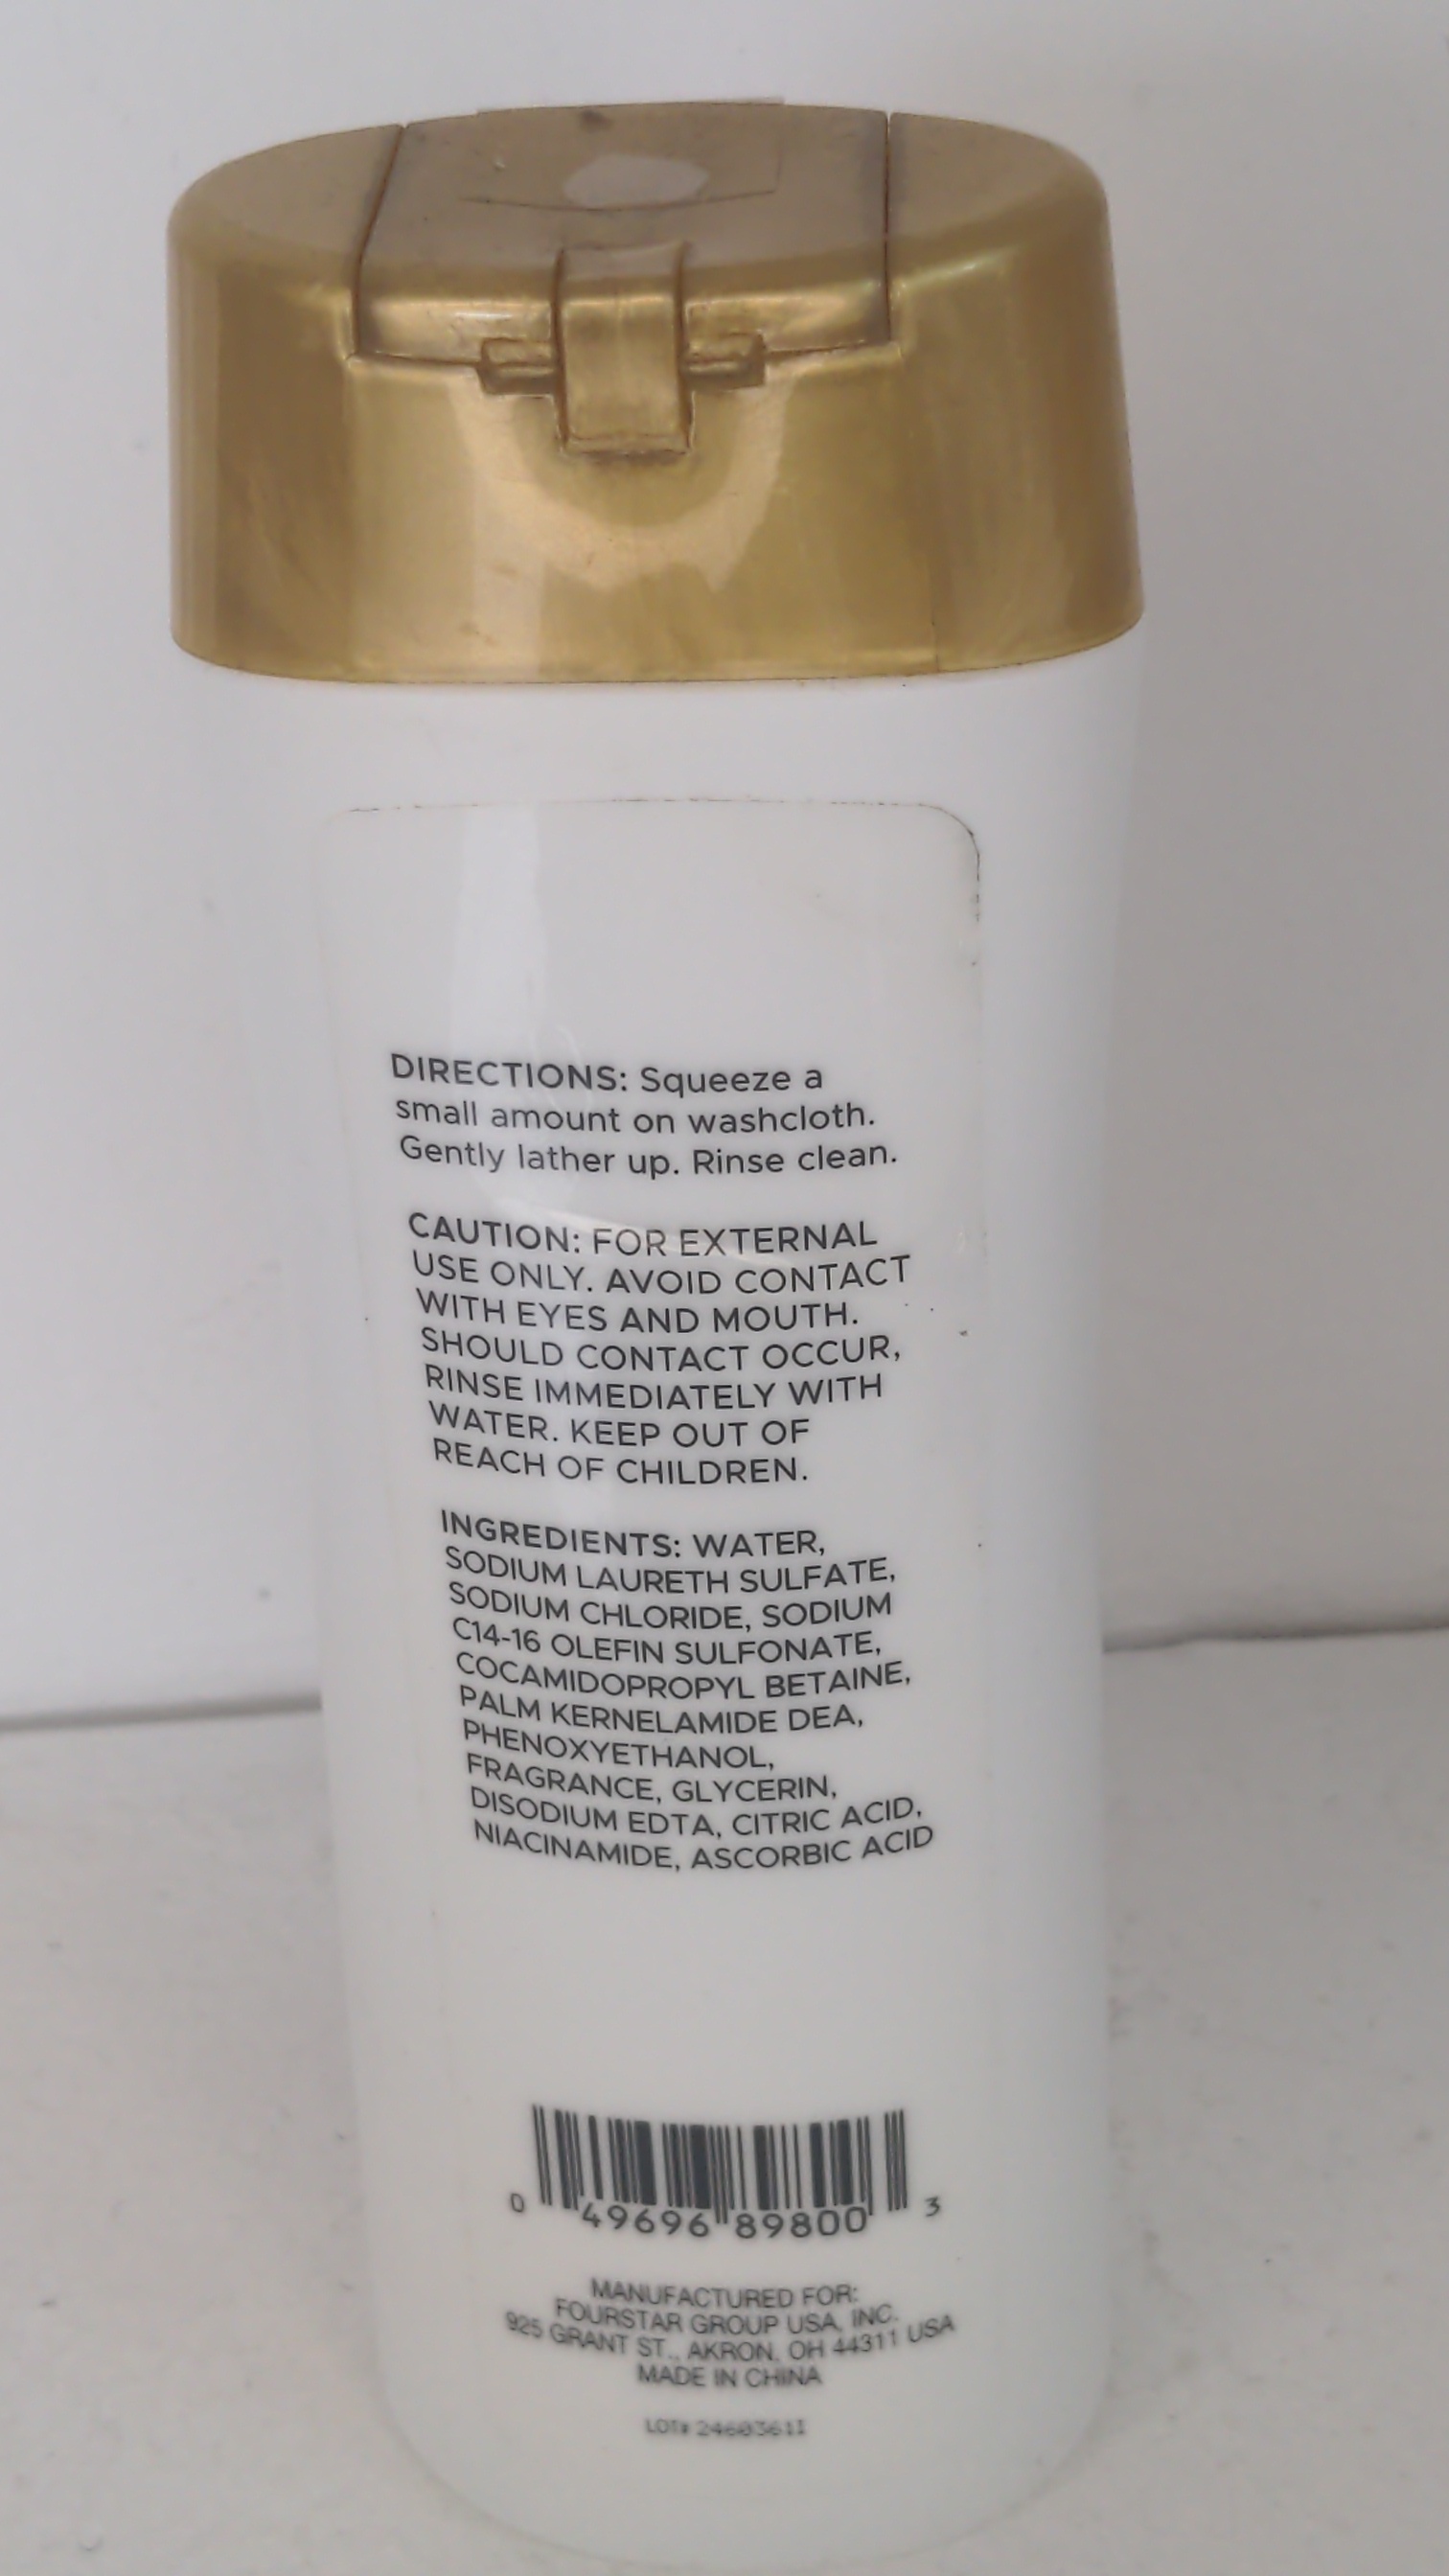 DIRECTIONS: Squeeze a
small amount on washcloth.
Gently lather up. Rinse clean.
CAUTION: FOR EXTERNAL
USE ONLY. AVOID CONTACT
WITH EYES AND MOUTH.
SHOULD CONTACT OCCUR,
RINSE IMMEDIATELY WITH
WATER. KEEP OUT OF
REACH OF CHILDREN.
INGREDIENTS: WATER,
SODIUM LAURETH SULFATE,
SODIUM CHLORIDE, SODIUM
C14-16 OLEFIN SULFONATE,
COCAMIDOPROPYL BETAINE,
PALM KERNELAMIDE DEA,
PHENOXYETHANOL,
FRAGRANCE, GLYCERIN,
DISODIUM EDTA, CITRIC ACID,
NIACINAMIDE, ASCORBIC ACID
0 49696 89800 3
MANUFACTURED FOR:
FOURSTAR GROUP USA, INC.
925 GRANT ST., AKRON, OH 44311 USA
MADE IN CHINA
LOT# 2460361I